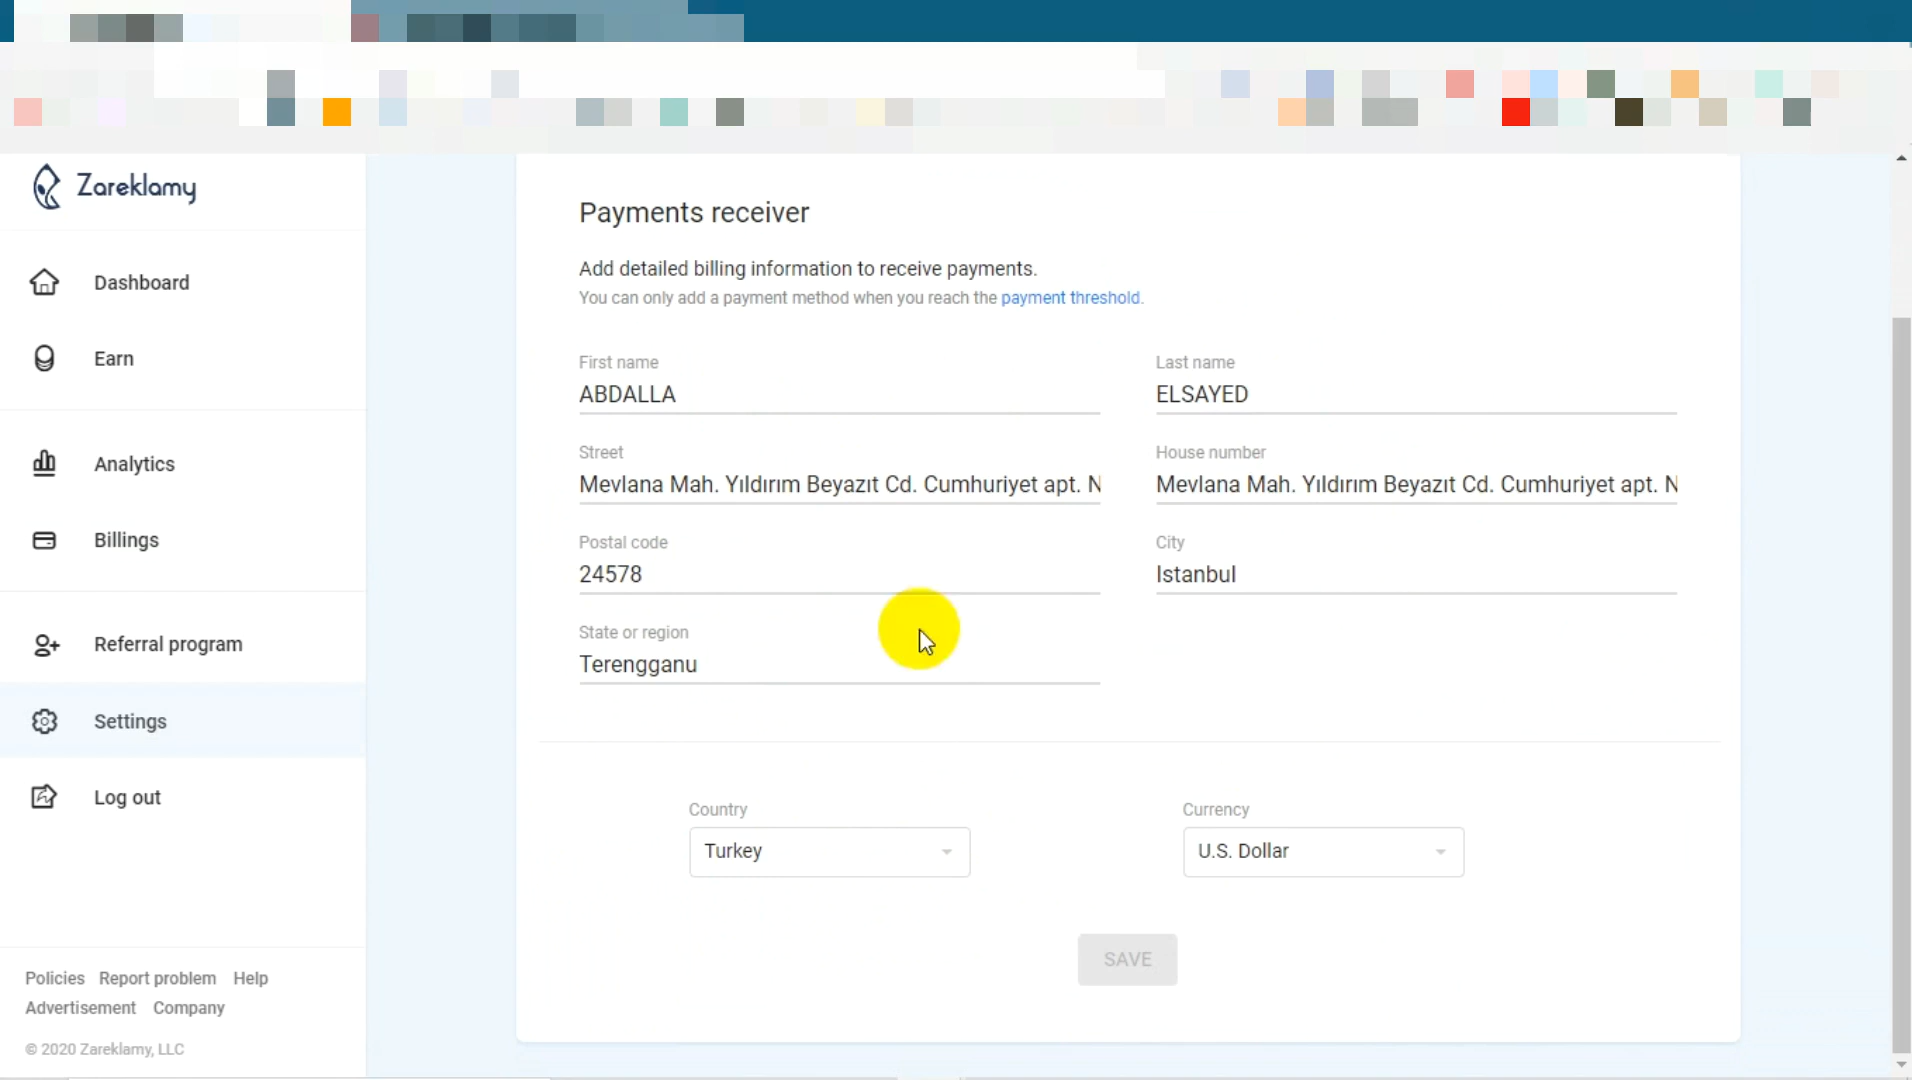 Zareklamy
Dashboard
Earn
Analytics
Billings
Referral program
Settings
Log out
Policies Report problem Help
Advertisement Company
© 2020 Zareklamy, LLC
Payments receiver
Add detailed billing information to receive payments.
You can only add a payment method when you reach the payment threshold.
First name
ABDALLA
Last name
ELSAYED
Street
Mevlana Mah. Yıldırım Beyazıt Cd. Cumhuriyet apt. N
House number
Mevlana Mah. Yıldırım Beyazıt Cd. Cumhuriyet apt. N
Postal code
24578
City
Istanbul
State or region
Terengganu
Country
Turkey
Currency
U.S. Dollar
SAVE